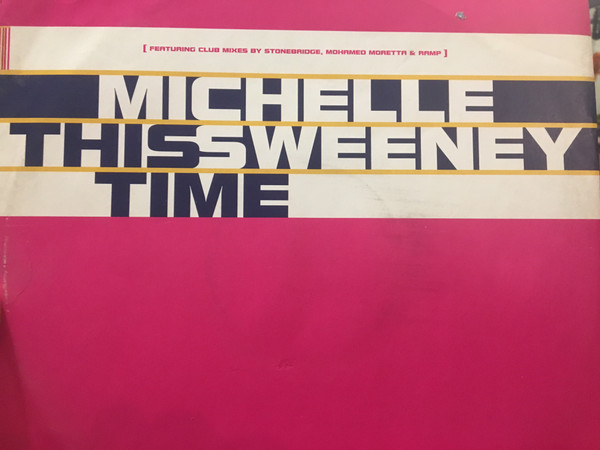 [ FEATURING CLUB MIXES BY STONEBRIDGE, MOHAMED MORETTA & RAMP ]
MICHELLE
THISSWEENEY
TIME